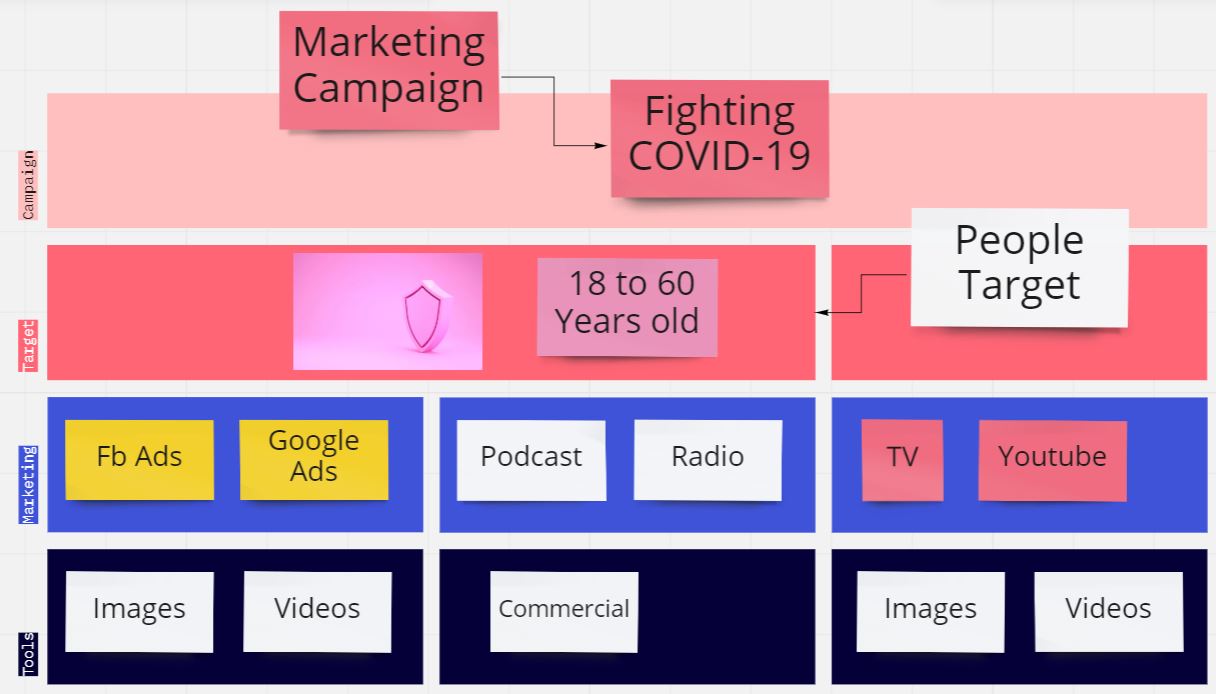 Marketing
Campaign
Fighting
COVID-19
Campaign
People
Target
18 to 60
Years old
Target
Fb Ads
Google
Ads
Podcast
Radio
TV
Youtube
Marketing
Images
Videos
Commercial
Images
Videos
Tools